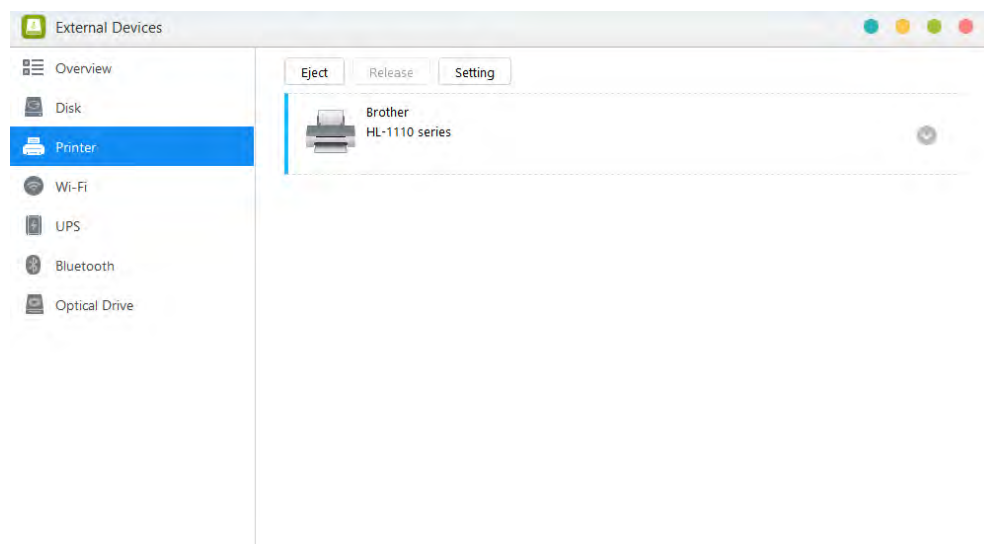 External Devices
Overview
Disk
Printer
Wi-Fi
UPS
Bluetooth
Optical Drive
Eject Release Setting
Brother
HL-1110 series